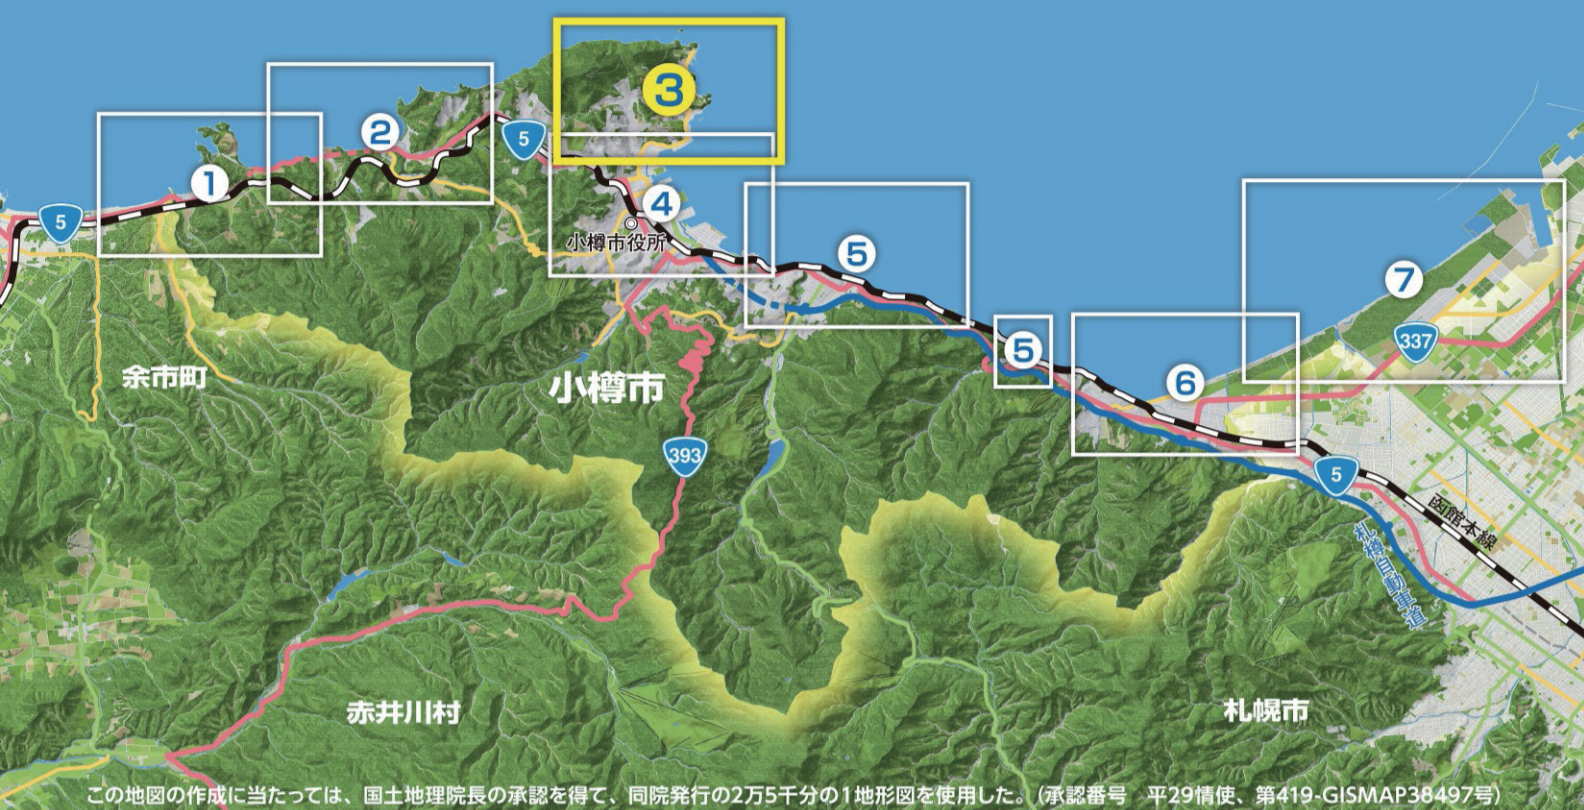 3
2
5
1
4
5
小樽市役所
5
7
337
5
6
余市町
小樽市
393
5
函館本線
札樽自動車道
赤井川村
札幌市
この地図の作成に当たっては、国土地理院長の承認を得て、同院発行の2万5千分の1地形図を使用した。(承認番号 平29情使、第419-GISMAP38497号)